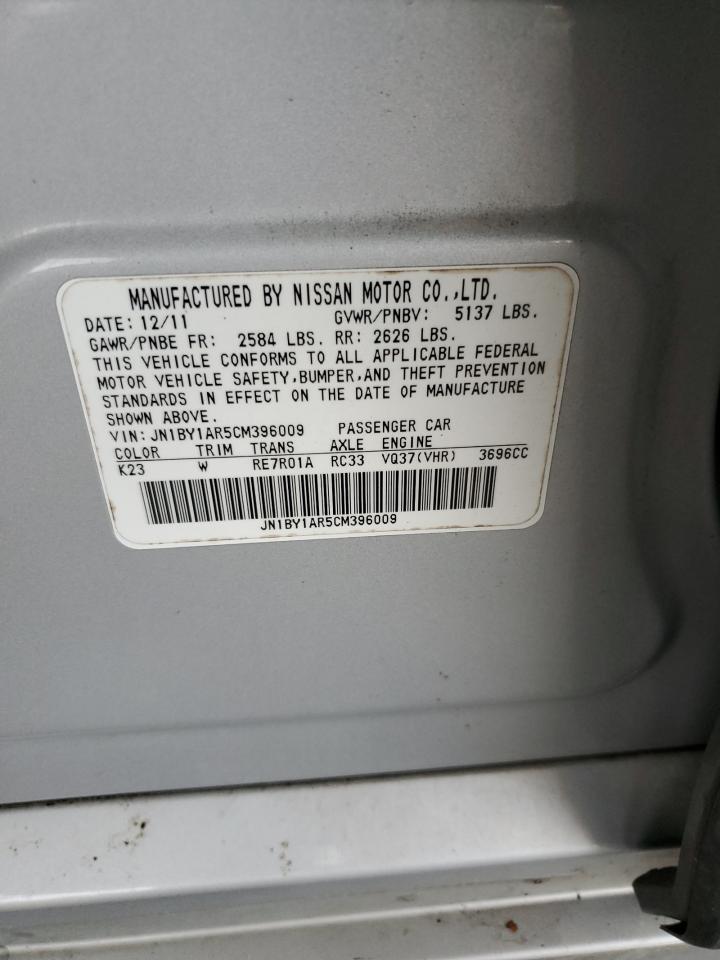 MANUFACTURED BY NISSAN MOTOR CO.,LTD.
DATE: 12/11 GVWR/PNBV: 5137 LBS.
GAWR/PNBE FR: 2584 LBS. RR: 2626 LBS.
THIS VEHICLE CONFORMS TO ALL APPLICABLE FEDERAL
MOTOR VEHICLE SAFETY,BUMPER,AND THEFT PREVENTION
STANDARDS IN EFFECT ON THE DATE OF MANUFACTURE
SHOWN ABOVE.
VIN: JN1BY1AR5CM396009 PASSENGER CAR
COLOR TRIM TRANS AXLE ENGINE
K23 W RE7R01A RC33 VQ37(VHR) 3696CC
JN1BY1AR5CM396009